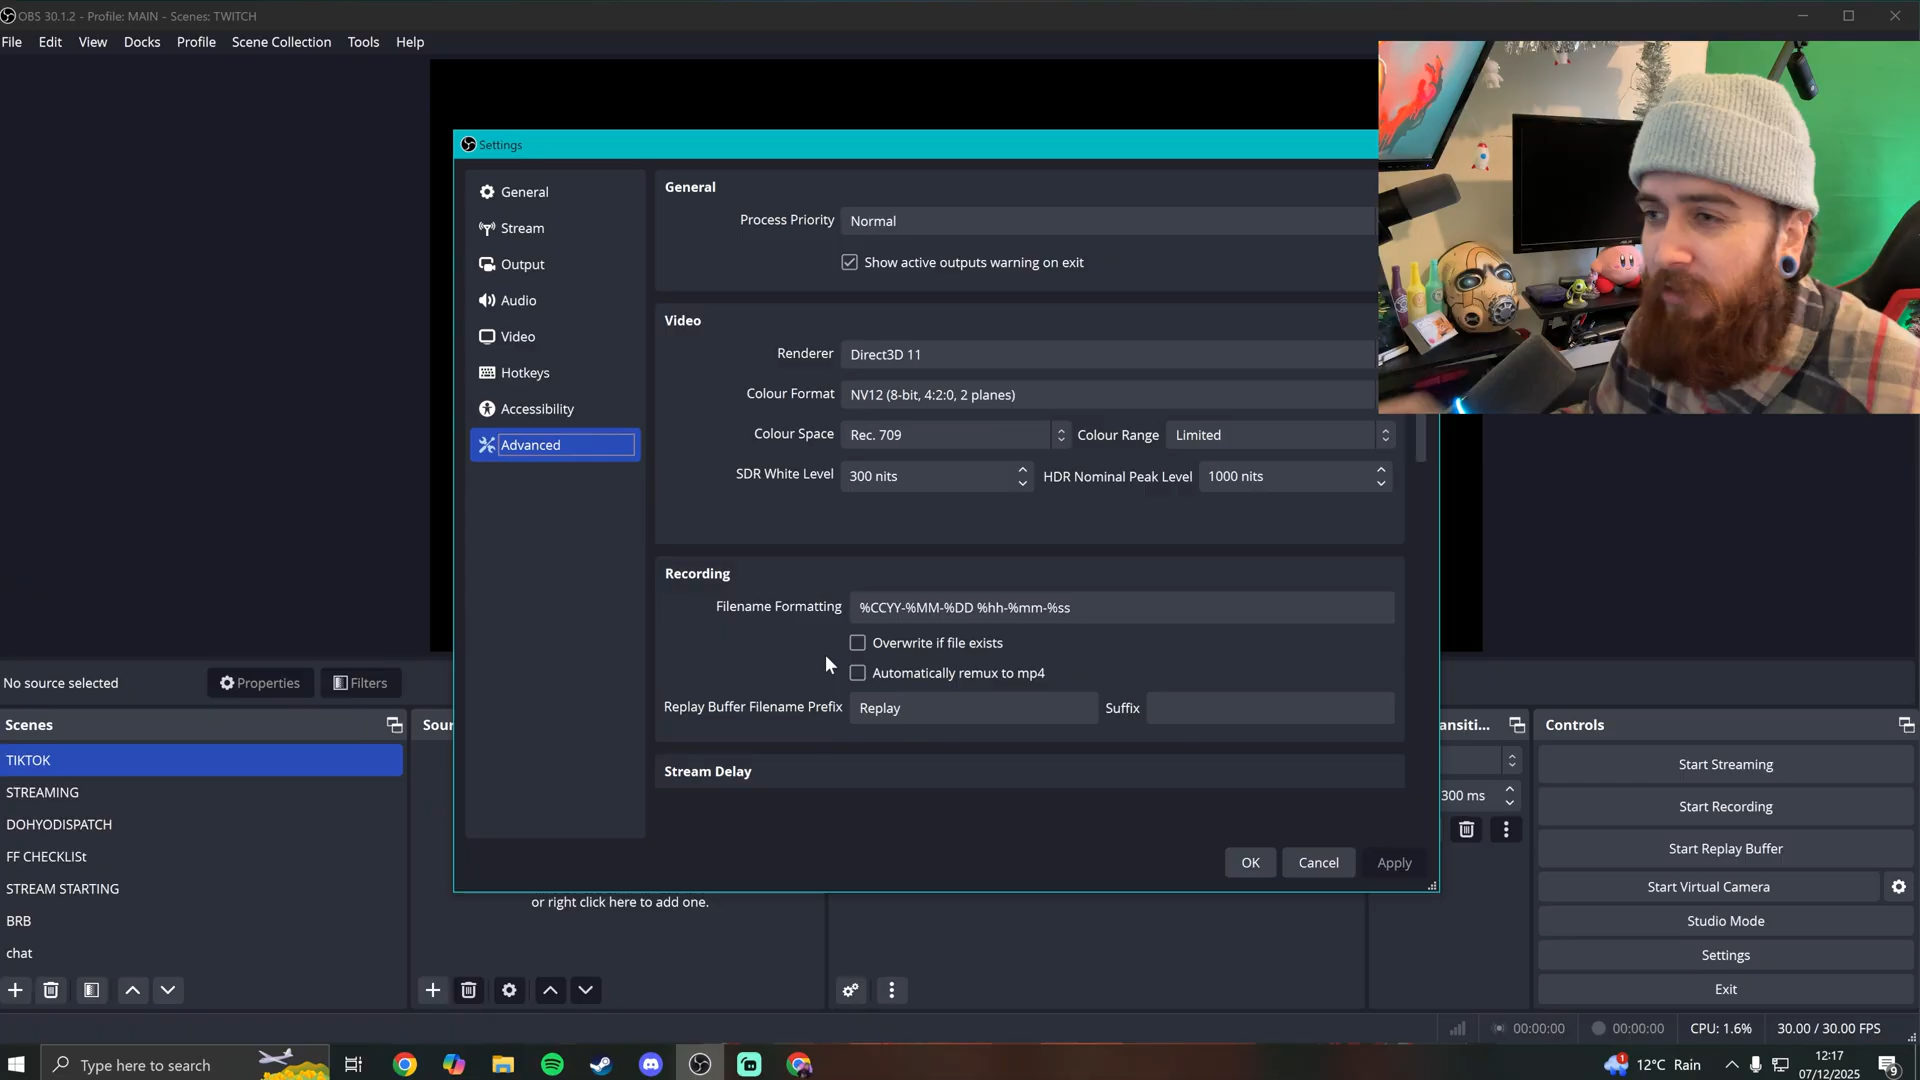 OBS 30.1.2 - Profile: MAIN - Scenes: TWITCH
File Edit View Docks Profile Scene Collection Tools Help
Settings
General
Stream
Output
Audio
Video
Hotkeys
Accessibility
Advanced
General
Process Priority Normal
Show active outputs warning on exit
Video
Renderer Direct3D 11
Colour Format NV12 (8-bit, 4:2:0, 2 planes)
Colour Space Rec. 709 Colour Range Limited
SDR White Level 300 nits HDR Nominal Peak Level 1000 nits
Recording
Filename Formatting %CCYY-%MM-%DD %hh-%mm-%ss
Overwrite if file exists
Automatically remux to mp4
Replay Buffer Filename Prefix Replay Suffix
Stream Delay
OK Cancel Apply
No source selected Properties Filters
Scenes
TIKTOK
STREAMING
DOHYODISPATCH
FF CHECKLISt
STREAM STARTING
BRB
chat
Sour
or right click here to add one.
ansiti...
300 ms
Controls
Start Streaming
Start Recording
Start Replay Buffer
Start Virtual Camera
Studio Mode
Settings
Exit
00:00:00 00:00:00 CPU: 1.6% 30.00 / 30.00 FPS
Type here to search
1
12°C Rain
12:17
07/12/2025
9